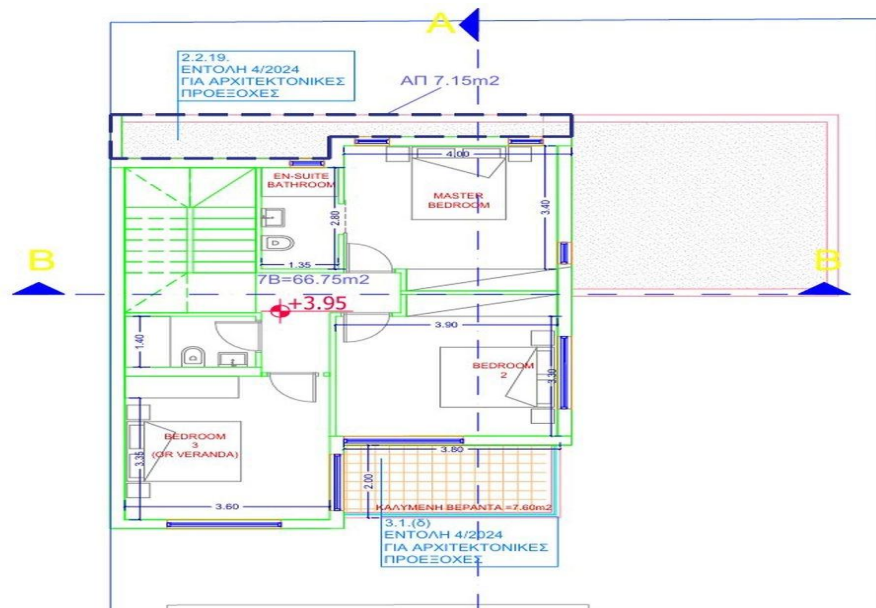 A
2.2.19.
ΕΝΤΟΛΗ 4/2024
ΓΙΑ ΑΡΧΙΤΕΚΤΟΝΙΚΕΣ
ΠΡΟΕΞΟΧΕΣ
ΑΠ 7.15m2
4.00
EN-SUITE
BATHROOM
MASTER
BEDROOM
2.80
3.40
1.35
B
B
7B=66.75m2
+3.95
3.90
1.40
BEDROOM
2
3.30
BEDROOM
3
(OR VERANDA)
3.35
3.80
2.00
3.60
ΚΑΛΥΜΕΝΗ ΒΕΡΑΝΤΑ =7.60m2
3.1.(δ)
ΕΝΤΟΛΗ 4/2024
ΓΙΑ ΑΡΧΙΤΕΚΤΟΝΙΚΕΣ
ΠΡΟΕΞΟΧΕΣ